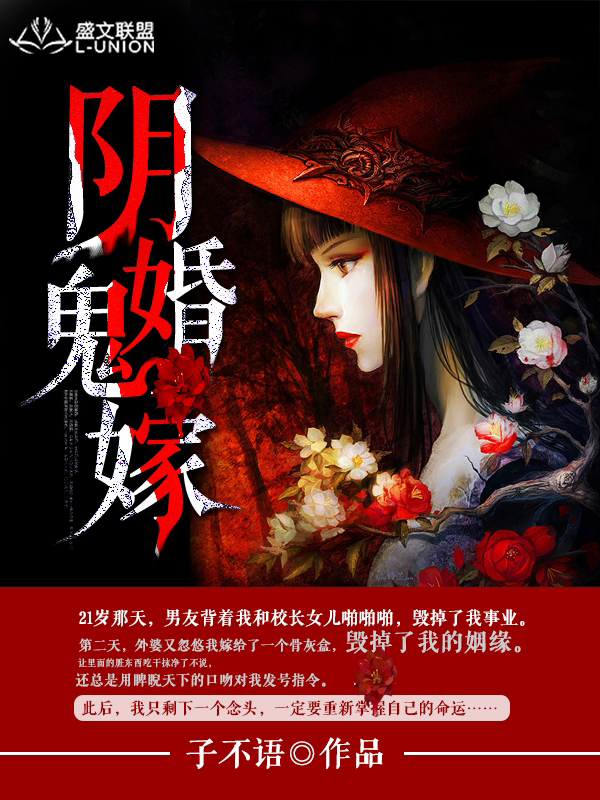 盛文联盟
L-UNION
阴婚
鬼嫁
21岁那天，男友背着我和校长女儿啪啪啪，毁掉了我事业。
第二天，外婆又忽悠我嫁给了一个骨灰盒，毁掉了我的姻缘。
让里面的脏东西吃干抹净了不说，
还总是用睥睨天下的口吻对我发号指令。
此后，我只剩下一个念头，一定要重新掌握自己的命运……
子不语◎作品